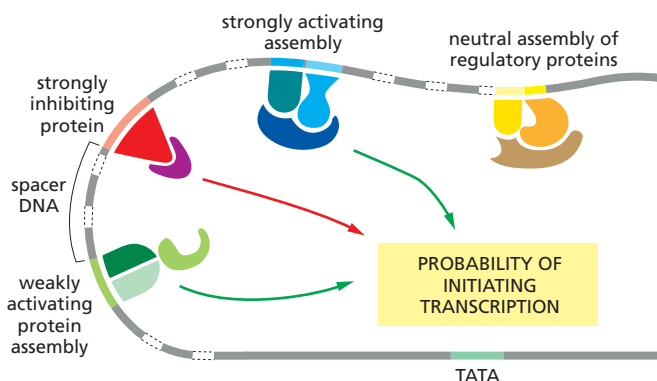 strongly activating
assembly
neutral assembly of
regulatory proteins
strongly
inhibiting
protein
spacer
DNA
weakly
activating
protein
assembly
PROBABILITY OF
INITIATING
TRANSCRIPTION
TATA